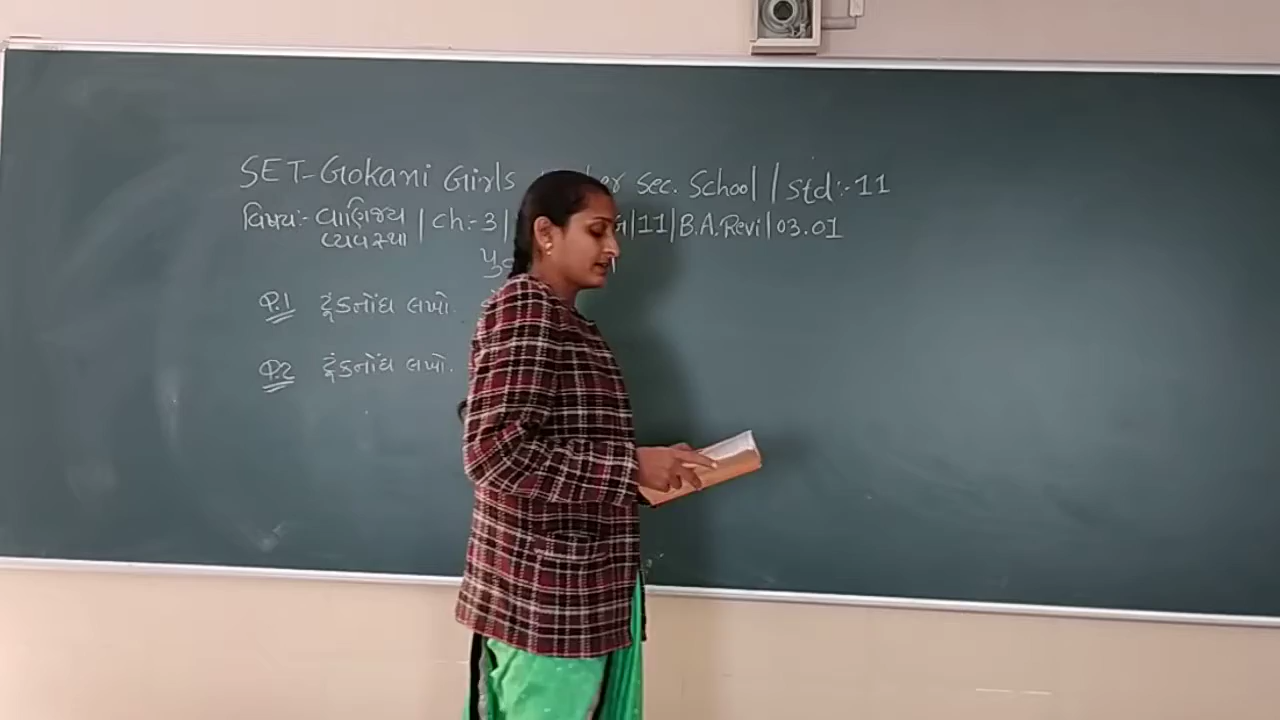 SET-Gokani Girls Sec. School | Std:-11
વિષય:- વાણિજ્ય | Ch:-3 | |11| B.A.Revi | 03.01
વ્યવસ્થા
Q.1 ટૂંકનોંધ લખો.
Q.2 ટૂંકનોંધ લખો.